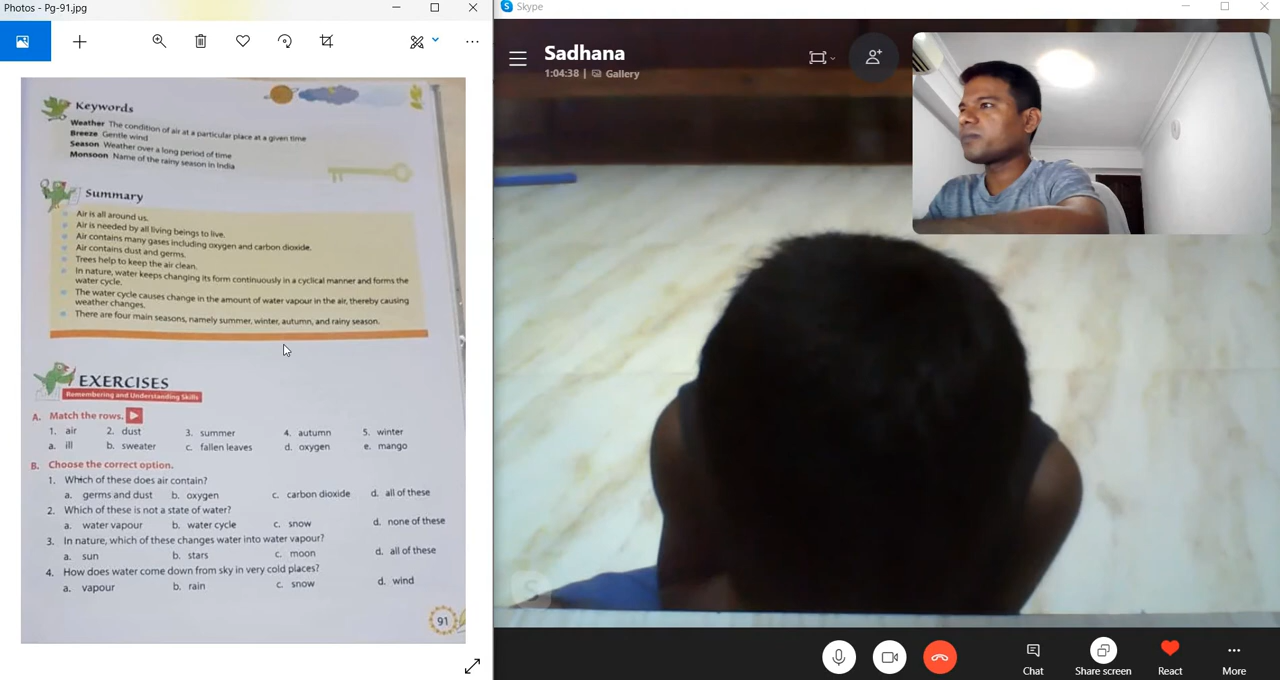 Photos - Pg-91.jpg
Skype
Sadhana
1:04:38 | Gallery
Keywords
Weather The condition of air at a particular place at a given time
Breeze Gentle wind
Season Weather over a long period of time
Monsoon Name of the rainy season in India
Summary
Air is all around us.
Air is needed by all living beings to live.
Air contains many gases including oxygen and carbon dioxide.
Air contains dust and germs.
Trees help to keep the air clean.
In nature, water keeps changing its form continuously in a cyclical manner and forms the
water cycle.
The water cycle causes change in the amount of water vapour in the air, thereby causing
weather changes.
There are four main seasons, namely summer, winter, autumn, and rainy season.
EXERCISES
Remembering and Understanding Skills
A. Match the rows.
1. air 2. dust 3. summer 4. autumn 5. winter
a. ill b. sweater c. fallen leaves d. oxygen e. mango
B. Choose the correct option.
1. Which of these does air contain?
a. germs and dust b. oxygen c. carbon dioxide d. all of these
2. Which of these is not a state of water?
a. water vapour b. water cycle c. snow d. none of these
3. In nature, which of these changes water into water vapour?
a. sun b. stars c. moon d. all of these
4. How does water come down from sky in very cold places?
a. vapour b. rain c. snow d. wind
91
Chat Share screen React More